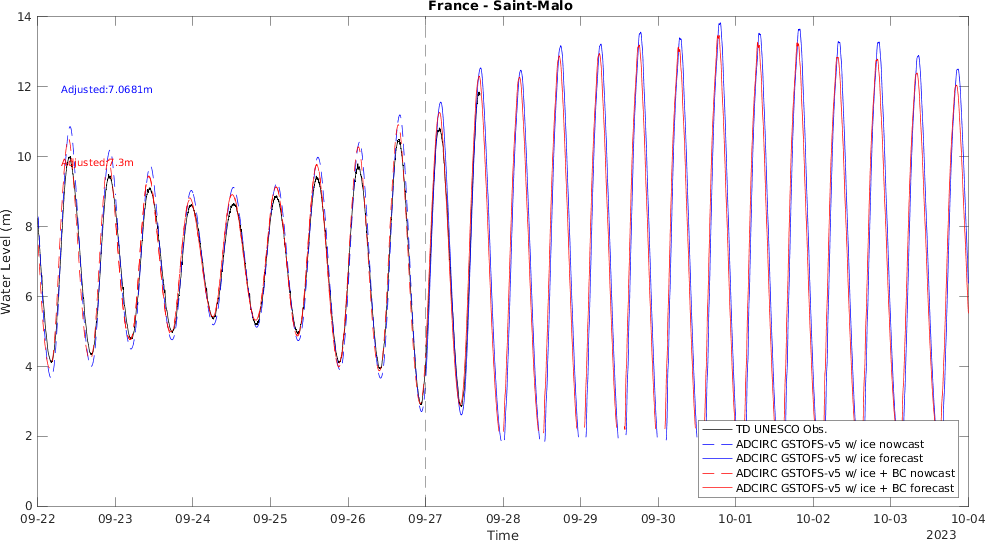 France - Saint-Malo
14
12
10
8
6
4
2
0
Water Level (m)
Adjusted:7.0681m
Adjusted:7.3m
TD UNESCO Obs.
ADCIRC GSTOFS-v5 w/ ice nowcast
ADCIRC GSTOFS-v5 w/ ice forecast
ADCIRC GSTOFS-v5 w/ ice + BC nowcast
ADCIRC GSTOFS-v5 w/ ice + BC forecast
09-22 09-23 09-24 09-25 09-26 09-27 09-28 09-29 09-30 10-01 10-02 10-03 10-04
Time
2023